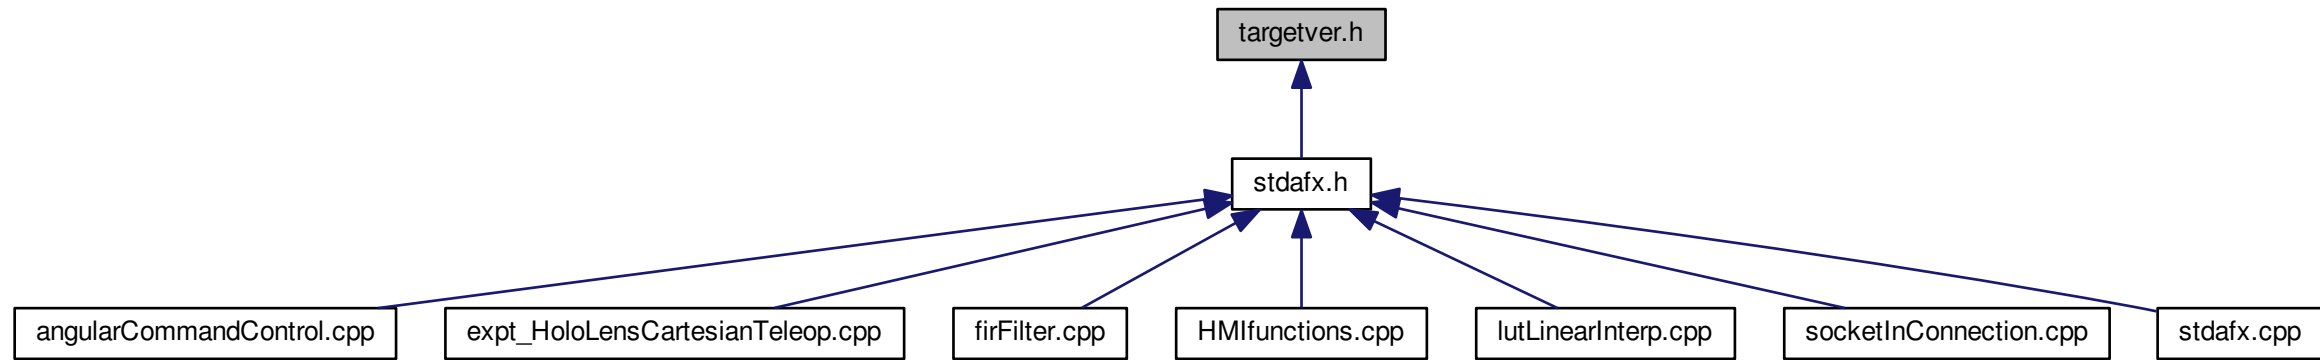 targetver.h
stdafx.h
angularCommandControl.cpp
expt_HoloLensCartesianTeleop.cpp
firFilter.cpp
HMIfunctions.cpp
lutLinearInterp.cpp
socketInConnection.cpp
stdafx.cpp